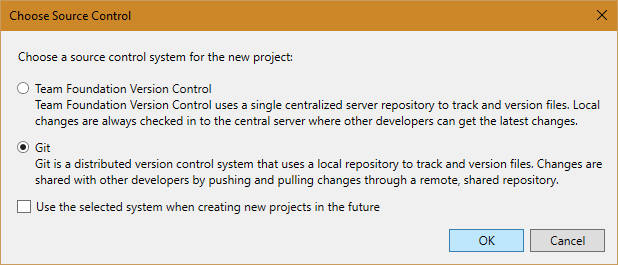 Choose Source Control
Choose a source control system for the new project:
Team Foundation Version Control
Team Foundation Version Control uses a single centralized server repository to track and version files. Local
changes are always checked in to the central server where other developers can get the latest changes.
Git
Git is a distributed version control system that uses a local repository to track and version files. Changes are
shared with other developers by pushing and pulling changes through a remote, shared repository.
Use the selected system when creating new projects in the future
OK
Cancel